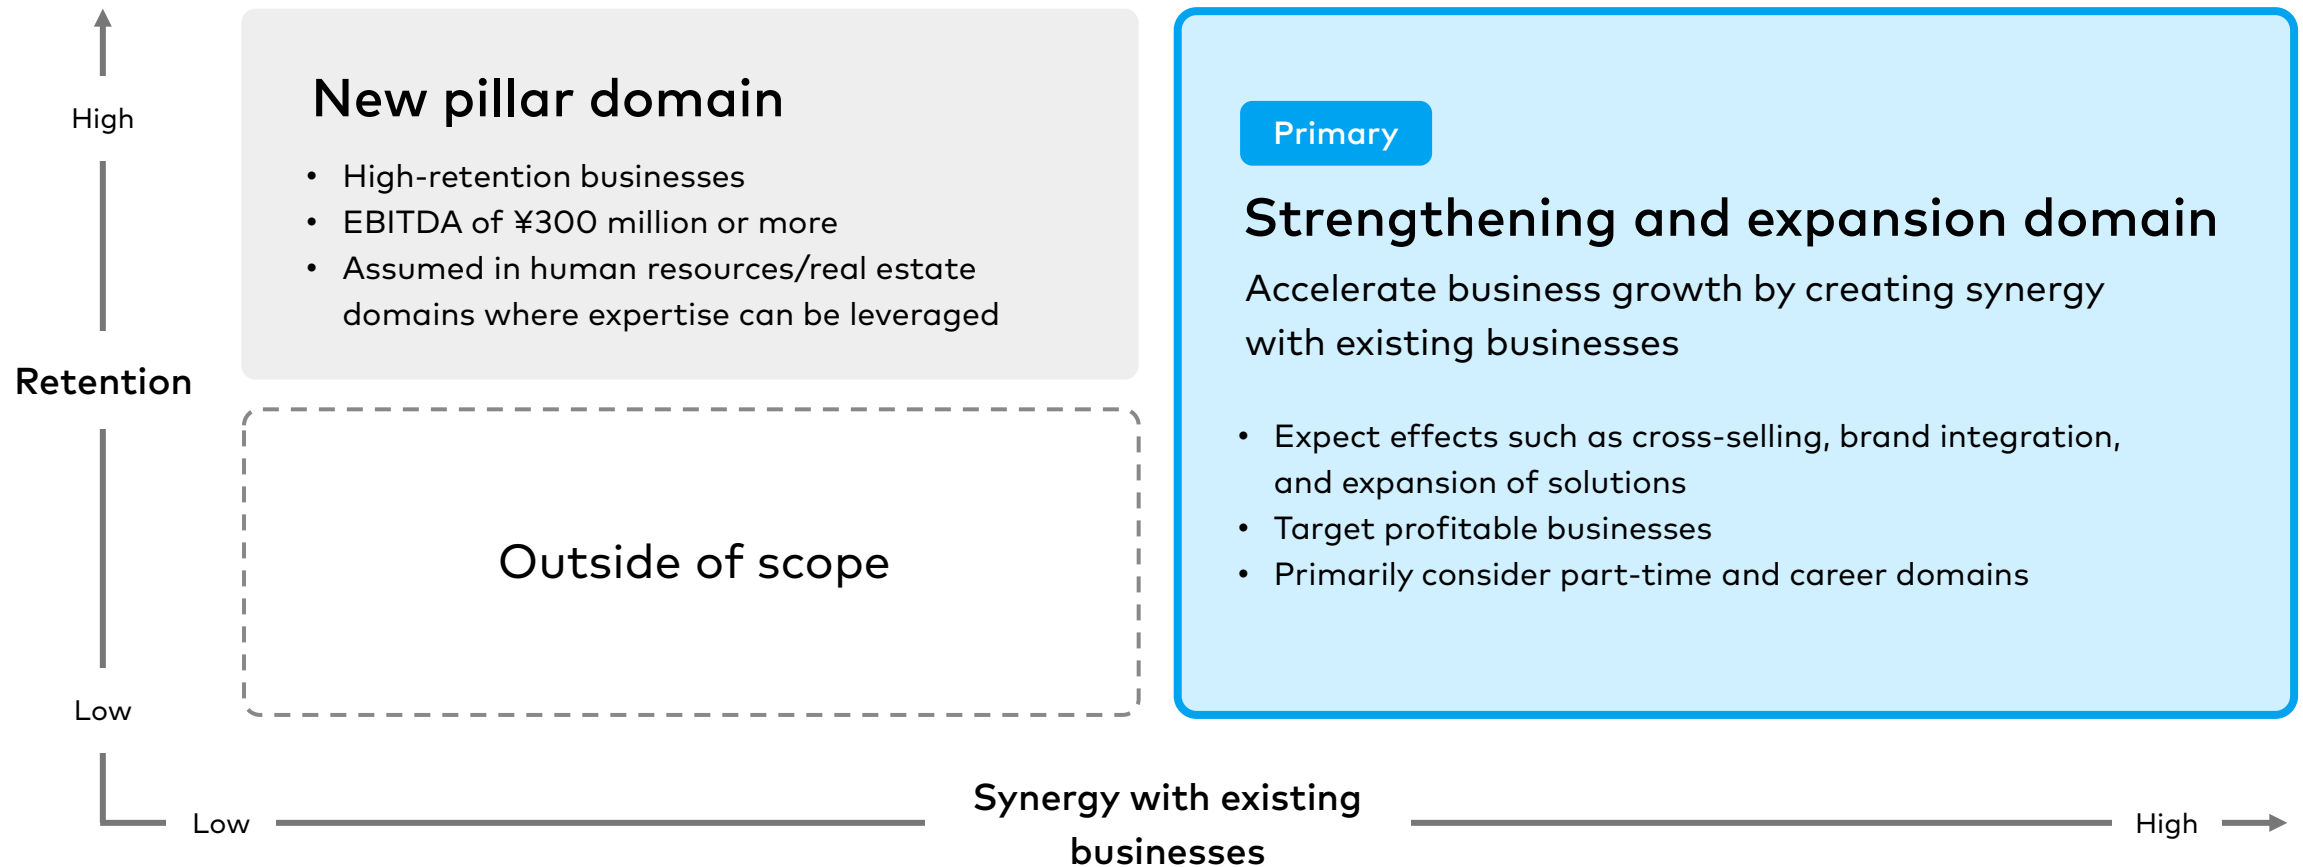 High
Retention
Low
New pillar domain
• High-retention businesses
• EBITDA of ¥300 million or more
• Assumed in human resources/real estate
domains where expertise can be leveraged
Outside of scope
Primary
Strengthening and expansion domain
Accelerate business growth by creating synergy
with existing businesses
• Expect effects such as cross-selling, brand integration,
and expansion of solutions
• Target profitable businesses
• Primarily consider part-time and career domains
Low
Synergy with existing
businesses
High